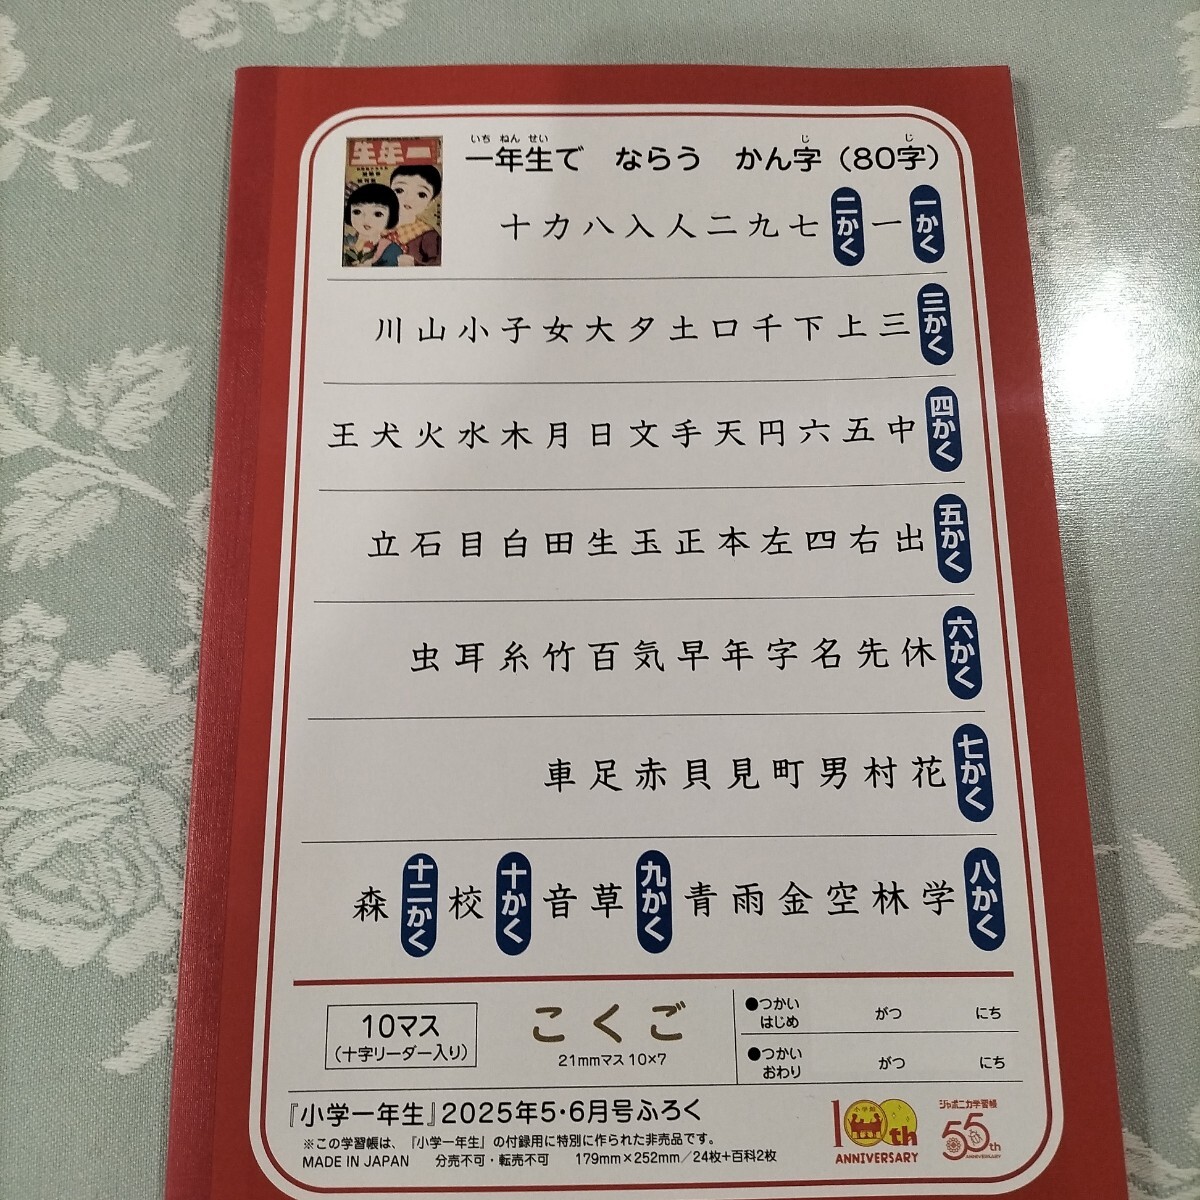 いち ねん せい じ じ
一年生で ならう かん字 (80字)
生年一
十力八入人二九七 二かく 一 一かく
川山小子女大夕土口千下上三 三かく
王犬火水木月日文手天円六五中 四かく
立石目白田生玉正本左四右出 五かく
虫耳糸竹百気早年字名先休 六かく
車足赤貝見町男村花 七かく
森 十二かく 校 十かく 音草 九かく 青雨金空林学 八かく
10マス
(十字リーダー入り)
こくご
21mmマス 10×7
●つかい
はじめ がつ にち
●つかい
おわり がつ にち
『小学一年生』2025年5・6月号ふろく
※この学習帳は、『小学一年生』の付録用に特別に作られた非売品です。
MADE IN JAPAN 分売不可・転売不可 179mm×252mm/24枚+百科2枚
小学館
100th
ANNIVERSARY
ジャポニカ学習帳
55th
ANNIVERSARY